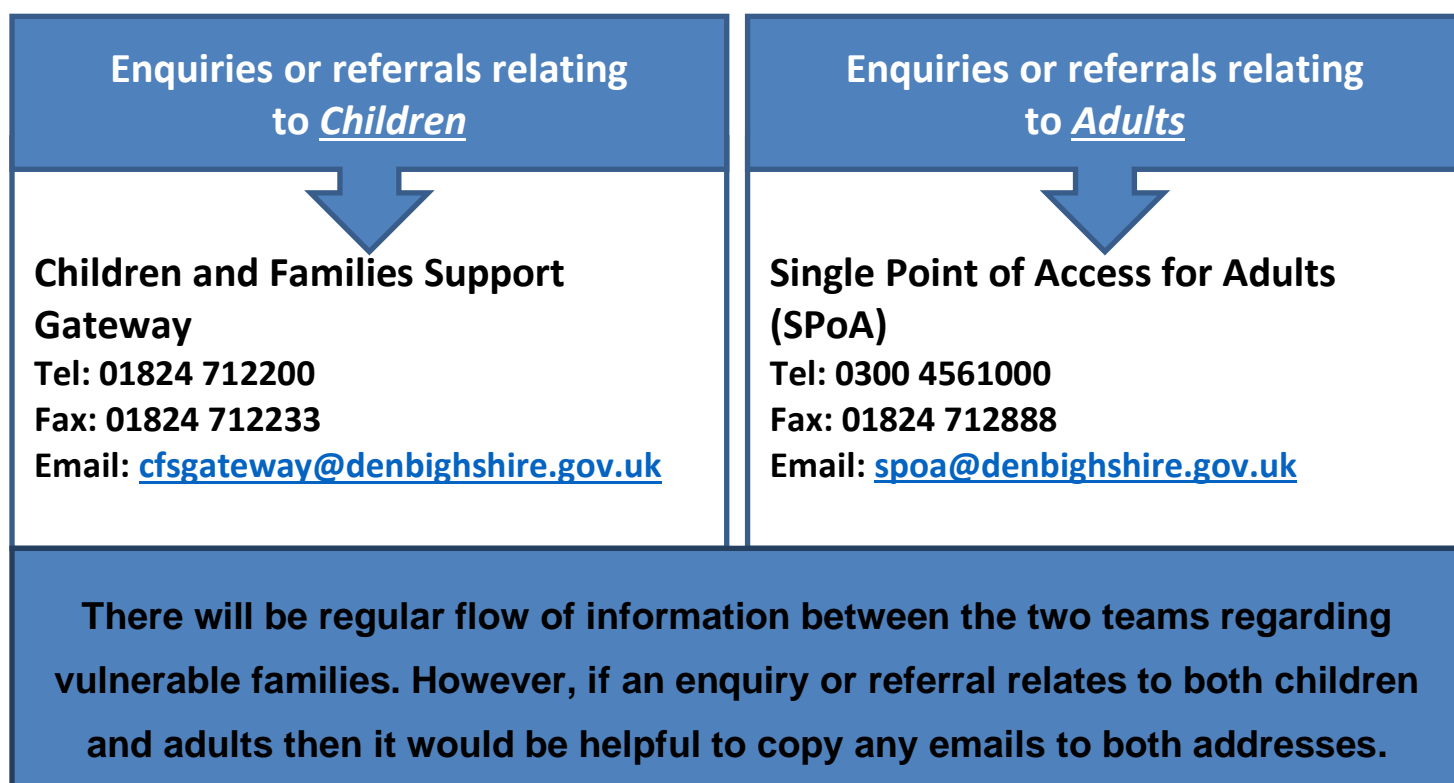 Enquiries or referrals relating
to Children
Children and Families Support
Gateway
Tel: 01824 712200
Fax: 01824 712233
Email: cfsgateway@denbighshire.gov.uk
Enquiries or referrals relating
to Adults
Single Point of Access for Adults
(SPoA)
Tel: 0300 4561000
Fax: 01824 712888
Email: spoa@denbighshire.gov.uk
There will be regular flow of information between the two teams regarding
vulnerable families. However, if an enquiry or referral relates to both children
and adults then it would be helpful to copy any emails to both addresses.